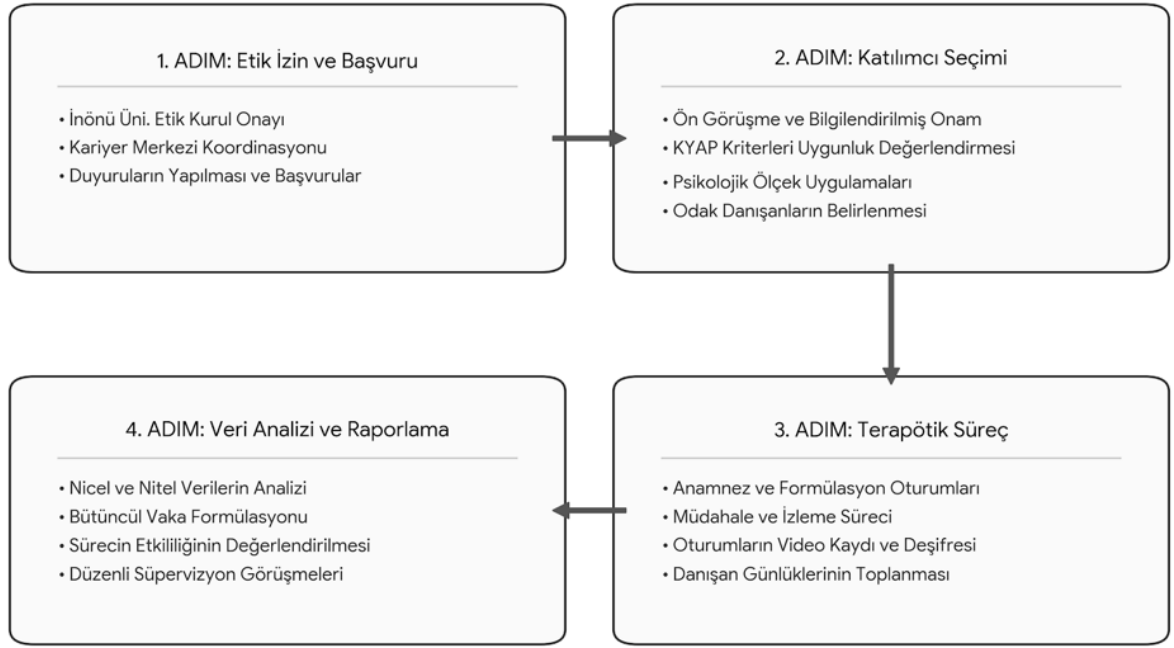 1. ADIM: Etik İzin ve Başvuru
• İnönü Üni. Etik Kurul Onayı
• Kariyer Merkezi Koordinasyonu
• Duyuruların Yapılması ve Başvurular
2. ADIM: Katılımcı Seçimi
• Ön Görüşme ve Bilgilendirilmiş Onam
• KYAP Kriterleri Uygunluk Değerlendirmesi
• Psikolojik Ölçek Uygulamaları
• Odak Danışanların Belirlenmesi
3. ADIM: Terapötik Süreç
• Anamnez ve Formülasyon Oturumları
• Müdahale ve İzleme Süreci
• Oturumların Video Kaydı ve Deşifresi
• Danışan Günlüklerinin Toplanması
4. ADIM: Veri Analizi ve Raporlama
• Nicel ve Nitel Verilerin Analizi
• Bütüncül Vaka Formülasyonu
• Sürecin Etkililiğinin Değerlendirilmesi
• Düzenli Süpervizyon Görüşmeleri